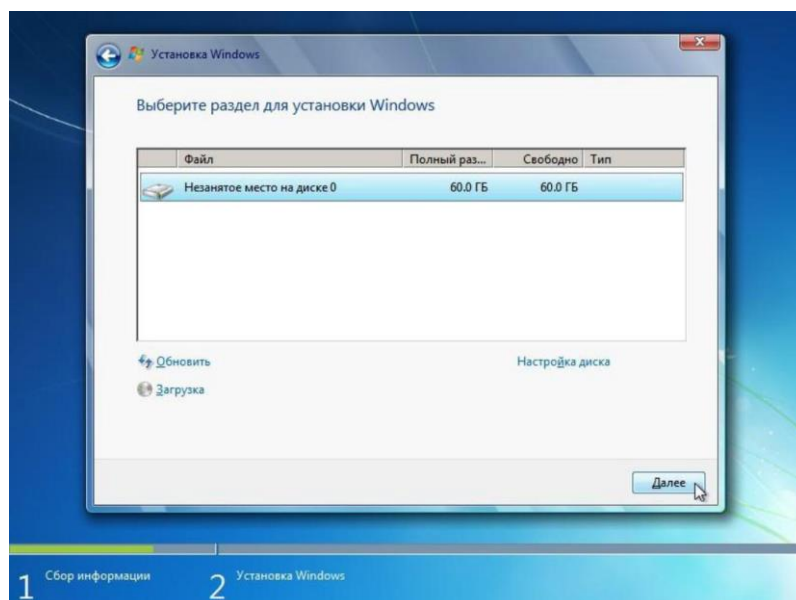 Установка Windows
Выберите раздел для установки Windows
Файл Полный раз... Свободно Тип
Незанятое место на диске 0 60.0 ГБ 60.0 ГБ
Обновить Настройка диска
Загрузка
Далее
1 Сбор информации 2 Установка Windows